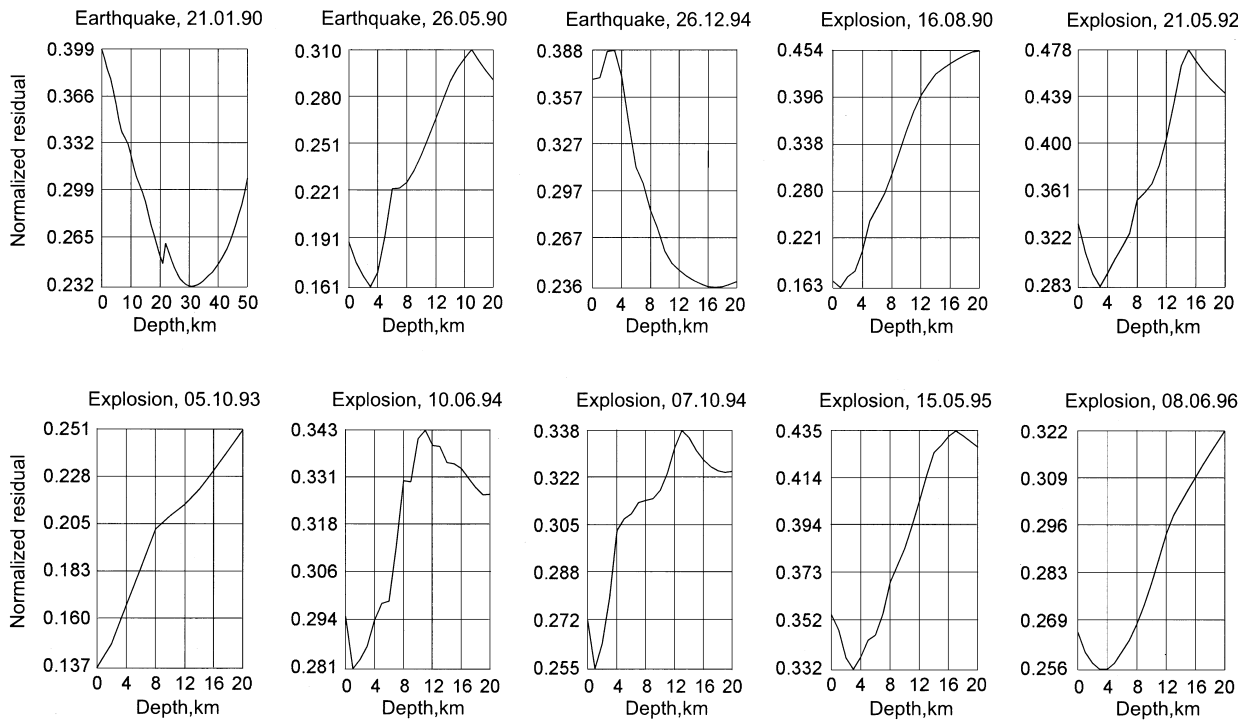 Earthquake, 21.01.90
Earthquake, 26.05.90
Earthquake, 26.12.94
Explosion, 16.08.90
Explosion, 21.05.92
Normalized residual
0.399
0.366
0.332
0.299
0.265
0.232
0 10 20 30 40 50
Depth,km
0.310
0.280
0.251
0.221
0.191
0.161
0 4 8 12 16 20
Depth,km
0.388
0.357
0.327
0.297
0.267
0.236
0 4 8 12 16 20
Depth,km
0.454
0.396
0.338
0.280
0.221
0.163
0 4 8 12 16 20
Depth,km
0.478
0.439
0.400
0.361
0.322
0.283
0 4 8 12 16 20
Depth,km
Explosion, 05.10.93
Explosion, 10.06.94
Explosion, 07.10.94
Explosion, 15.05.95
Explosion, 08.06.96
Normalized residual
0.251
0.228
0.205
0.183
0.160
0.137
0 4 8 12 16 20
Depth,km
0.343
0.331
0.318
0.306
0.294
0.281
0 4 8 12 16 20
Depth,km
0.338
0.322
0.305
0.288
0.272
0.255
0 4 8 12 16 20
Depth,km
0.435
0.414
0.394
0.373
0.352
0.332
0 4 8 12 16 20
Depth,km
0.322
0.309
0.296
0.283
0.269
0.256
0 4 8 12 16 20
Depth,km